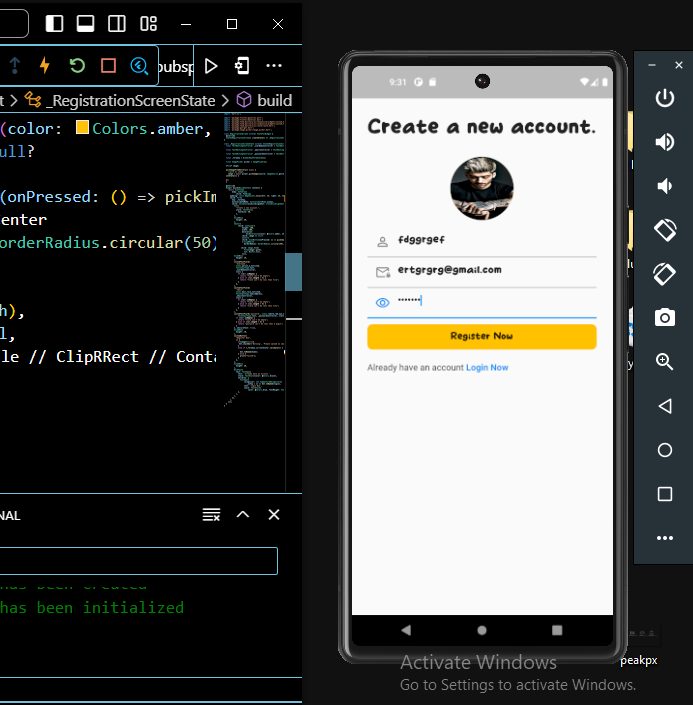 pubsp
t > _RegistrationScreenState > build
(color: Colors.amber,
ull?
(onPressed: () => pickIm
enter
orderRadius.circular(50)
h),
l,
le // ClipRRect // Conta
NAL
has been created
has been initialized
9:31
Create a new account.
fdggrgef
ertgrgrg@gmail.com
•••••••
Register Now
Already have an account Login Now
peakpx
Activate Windows
Go to Settings to activate Windows.